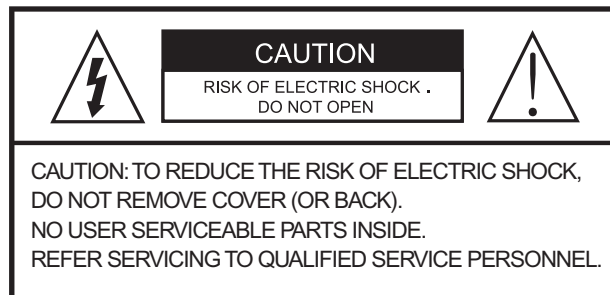 CAUTION
RISK OF ELECTRIC SHOCK .
DO NOT OPEN
CAUTION: TO REDUCE THE RISK OF ELECTRIC SHOCK,
DO NOT REMOVE COVER (OR BACK).
NO USER SERVICEABLE PARTS INSIDE.
REFER SERVICING TO QUALIFIED SERVICE PERSONNEL.